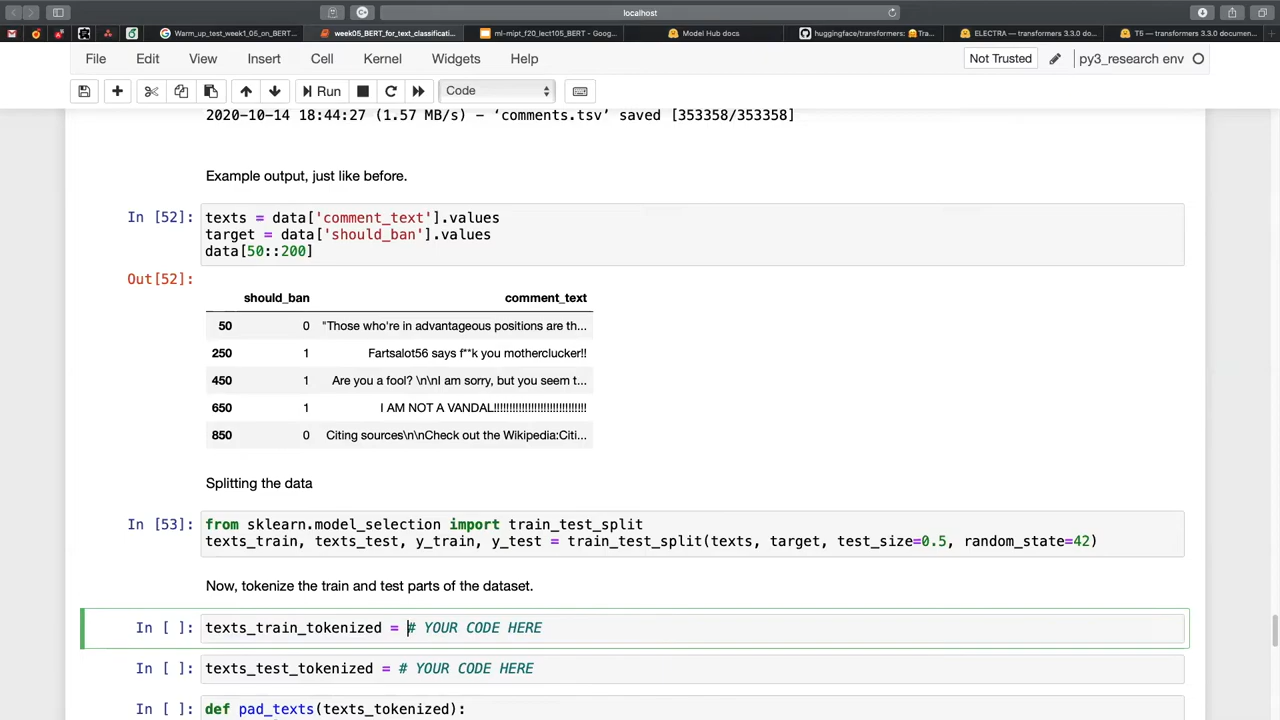 localhost
Warm_up_test_week1_05_on_BERT...
week05_BERT_for_text_classificati...
ml-mipt_f20_lect105_BERT - Goog...
Model Hub docs
huggingface/transformers: 🤗Tra...
ELECTRA — transformers 3.3.0 do...
T5 — transformers 3.3.0 documen...
File Edit View Insert Cell Kernel Widgets Help
Not Trusted
py3_research env
Run
Code
2020-10-14 18:44:27 (1.57 MB/s) - ‘comments.tsv’ saved [353358/353358]
Example output, just like before.
In [52]: texts = data['comment_text'].values
target = data['should_ban'].values
data[50::200]
Out[52]:
should_ban comment_text
50 0 "Those who're in advantageous positions are th...
250 1 Fartsalot56 says f**k you motherclucker!!
450 1 Are you a fool? \n\nI am sorry, but you seem t...
650 1 I AM NOT A VANDAL!!!!!!!!!!!!!!!!!!!!!!!!!!!!!
850 0 Citing sources\n\nCheck out the Wikipedia:Citi...
Splitting the data
In [53]: from sklearn.model_selection import train_test_split
texts_train, texts_test, y_train, y_test = train_test_split(texts, target, test_size=0.5, random_state=42)
Now, tokenize the train and test parts of the dataset.
In [ ]: texts_train_tokenized = # YOUR CODE HERE
In [ ]: texts_test_tokenized = # YOUR CODE HERE
In [ ]: def pad_texts(texts_tokenized):